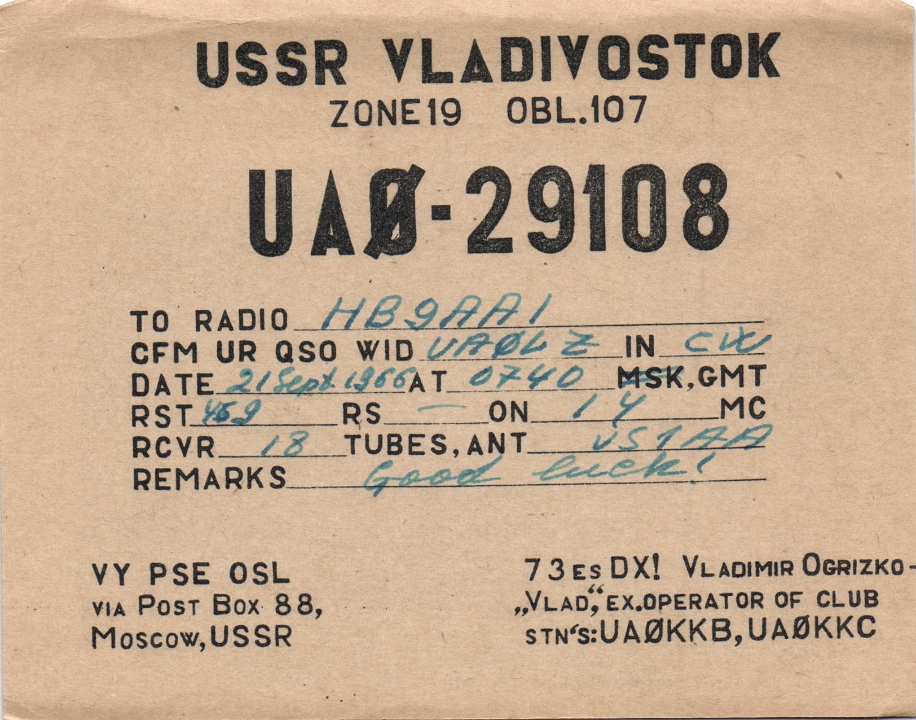 USSR VLADIVOSTOK
ZONE 19 OBL.107
UAØ-29108
TO RADIO HB9AAI
CFM UR QSO WID UAØLZ IN CW
DATE 21 Sept 1966 AT 0740 MSK, GMT
RST 459 RS — ON 14 MC
RCVR 18 TUBES, ANT VS1AA
REMARKS Good luck!
VY PSE QSL
VIA POST BOX 88,
MOSCOW, USSR
73 ES DX! VLADIMIR OGRIZKO-
„VLAD“, EX.OPERATOR OF CLUB
STN'S: UAØKKB, UAØKKC